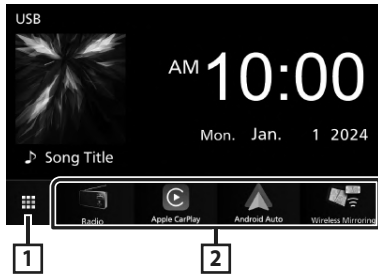 USB
AM 10:00
Mon. Jan. 1 2024
♪ Song Title
Radio Apple CarPlay Android Auto Wireless Mirroring
1 2